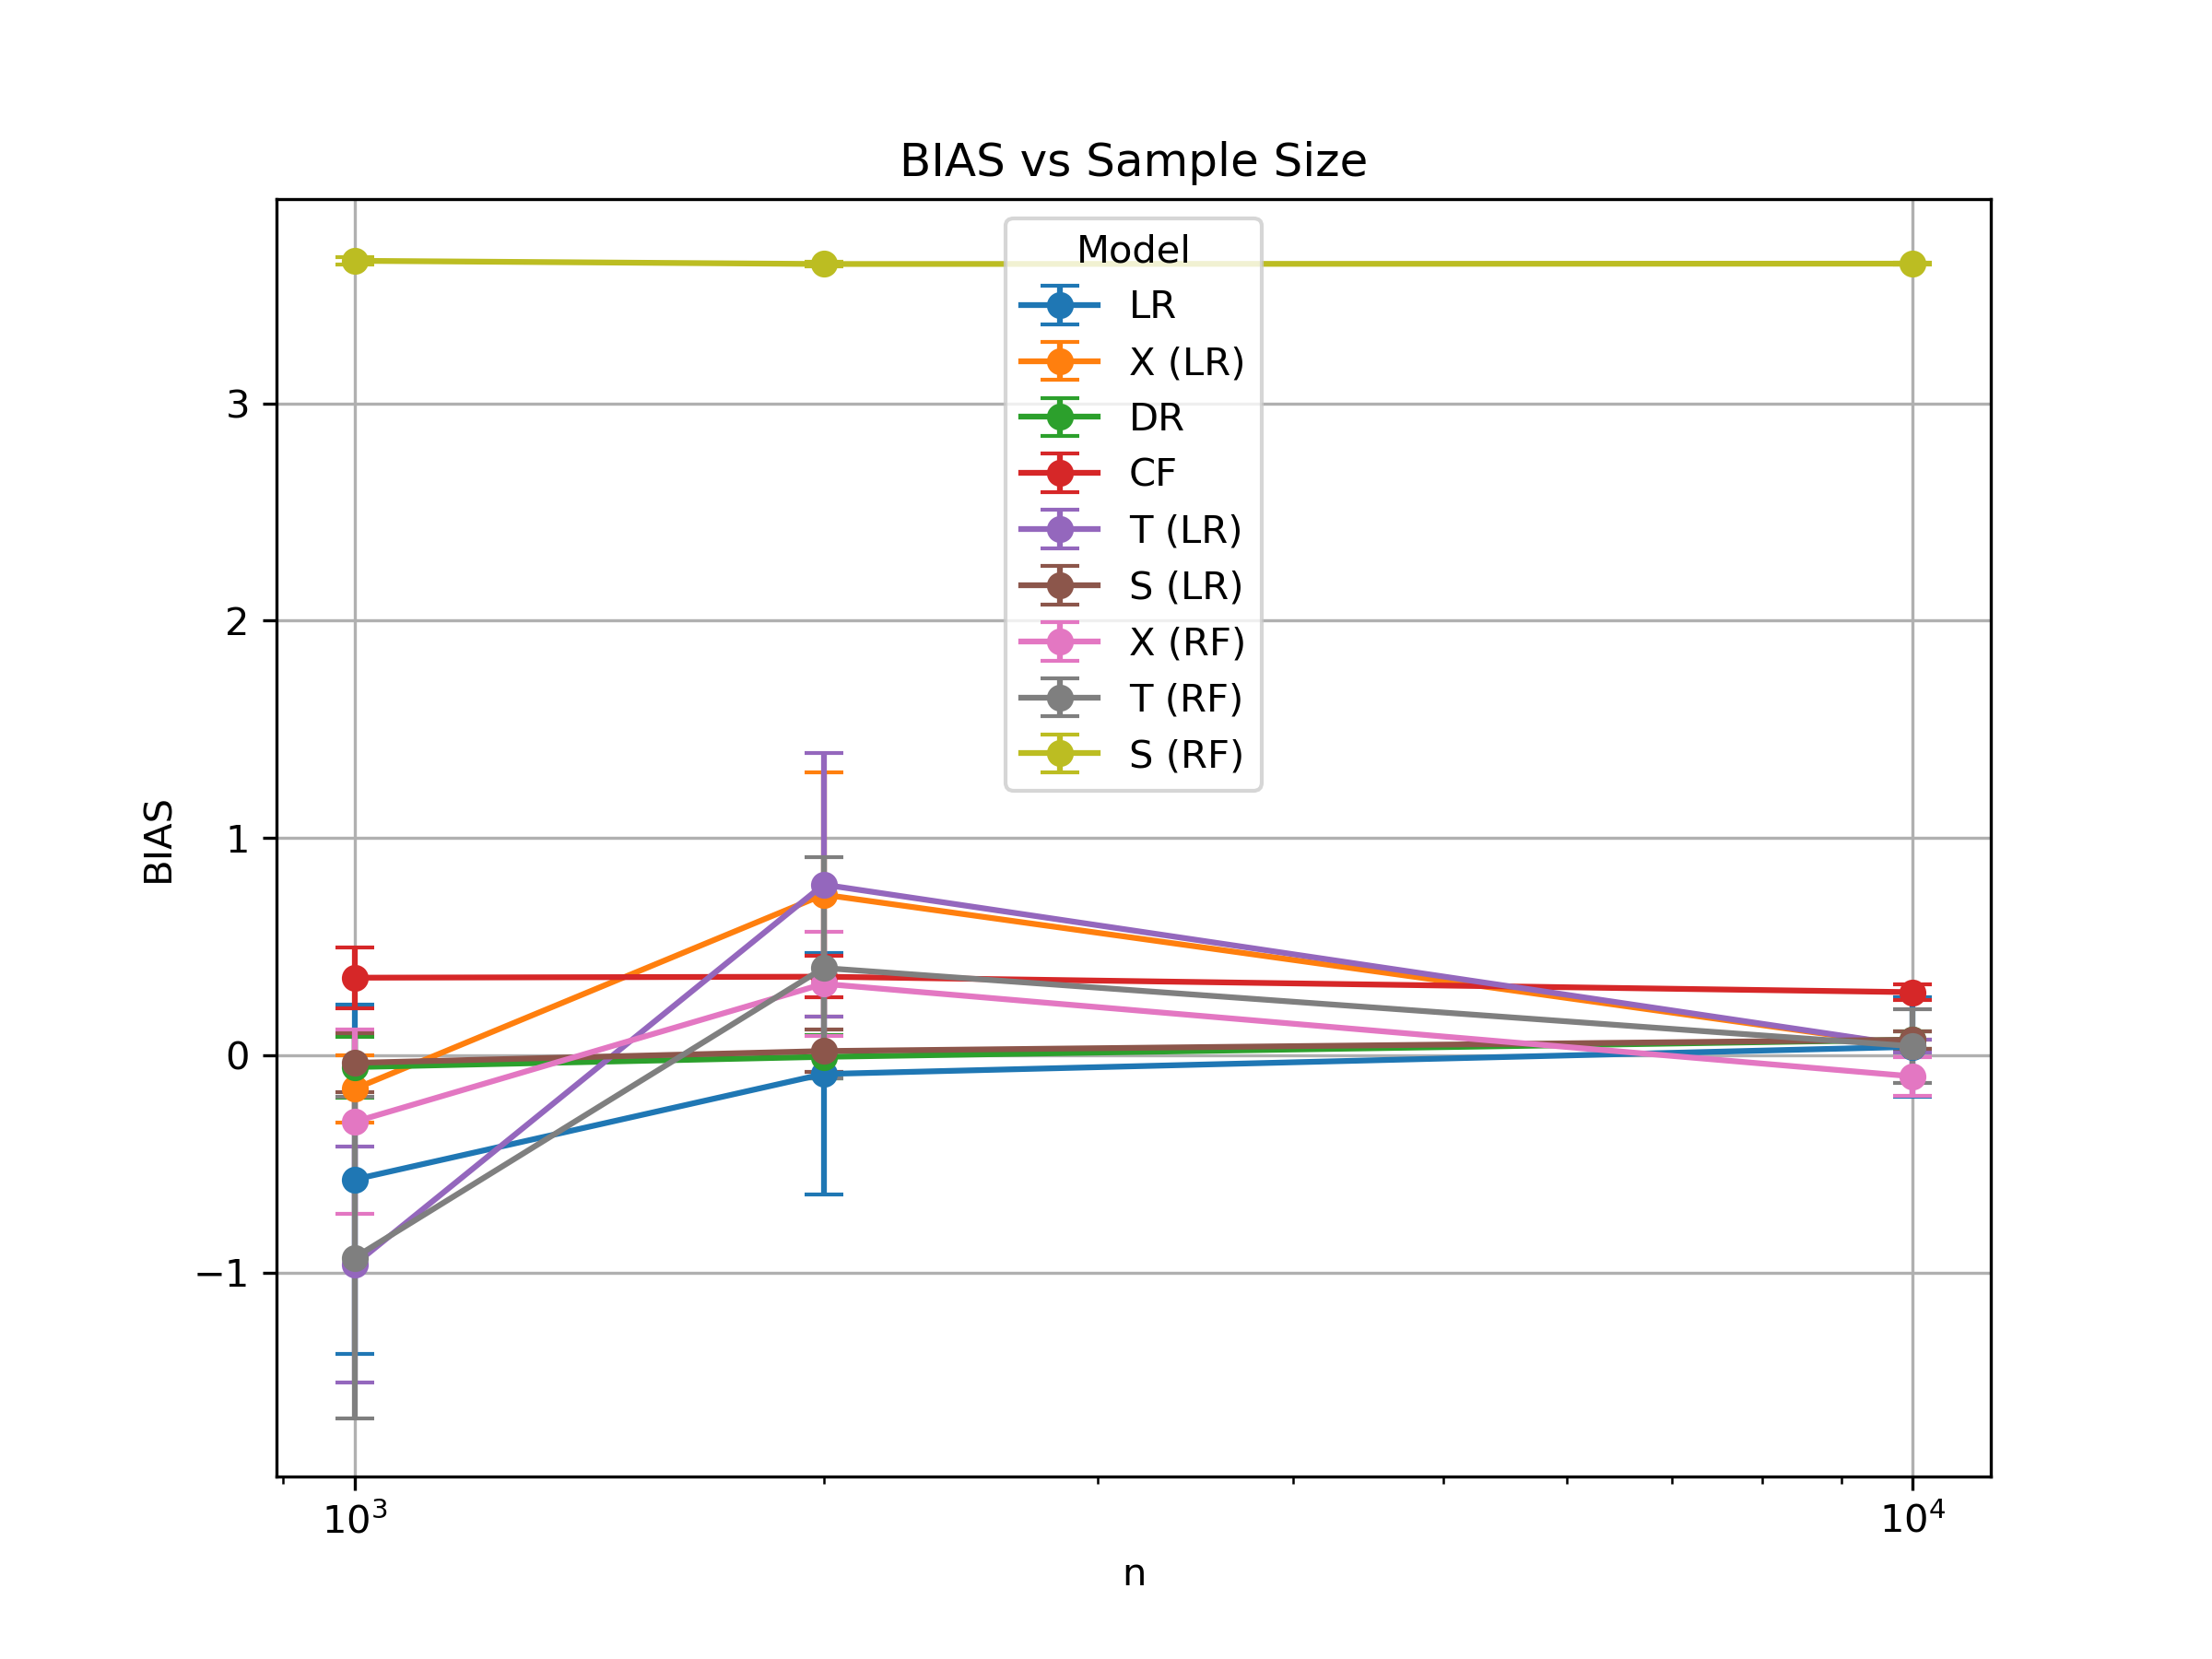 BIAS vs Sample Size
Model
LR
X (LR)
DR
CF
T (LR)
S (LR)
X (RF)
T (RF)
S (RF)
3
2
1
0
−1
BIAS
10³
10⁴
n